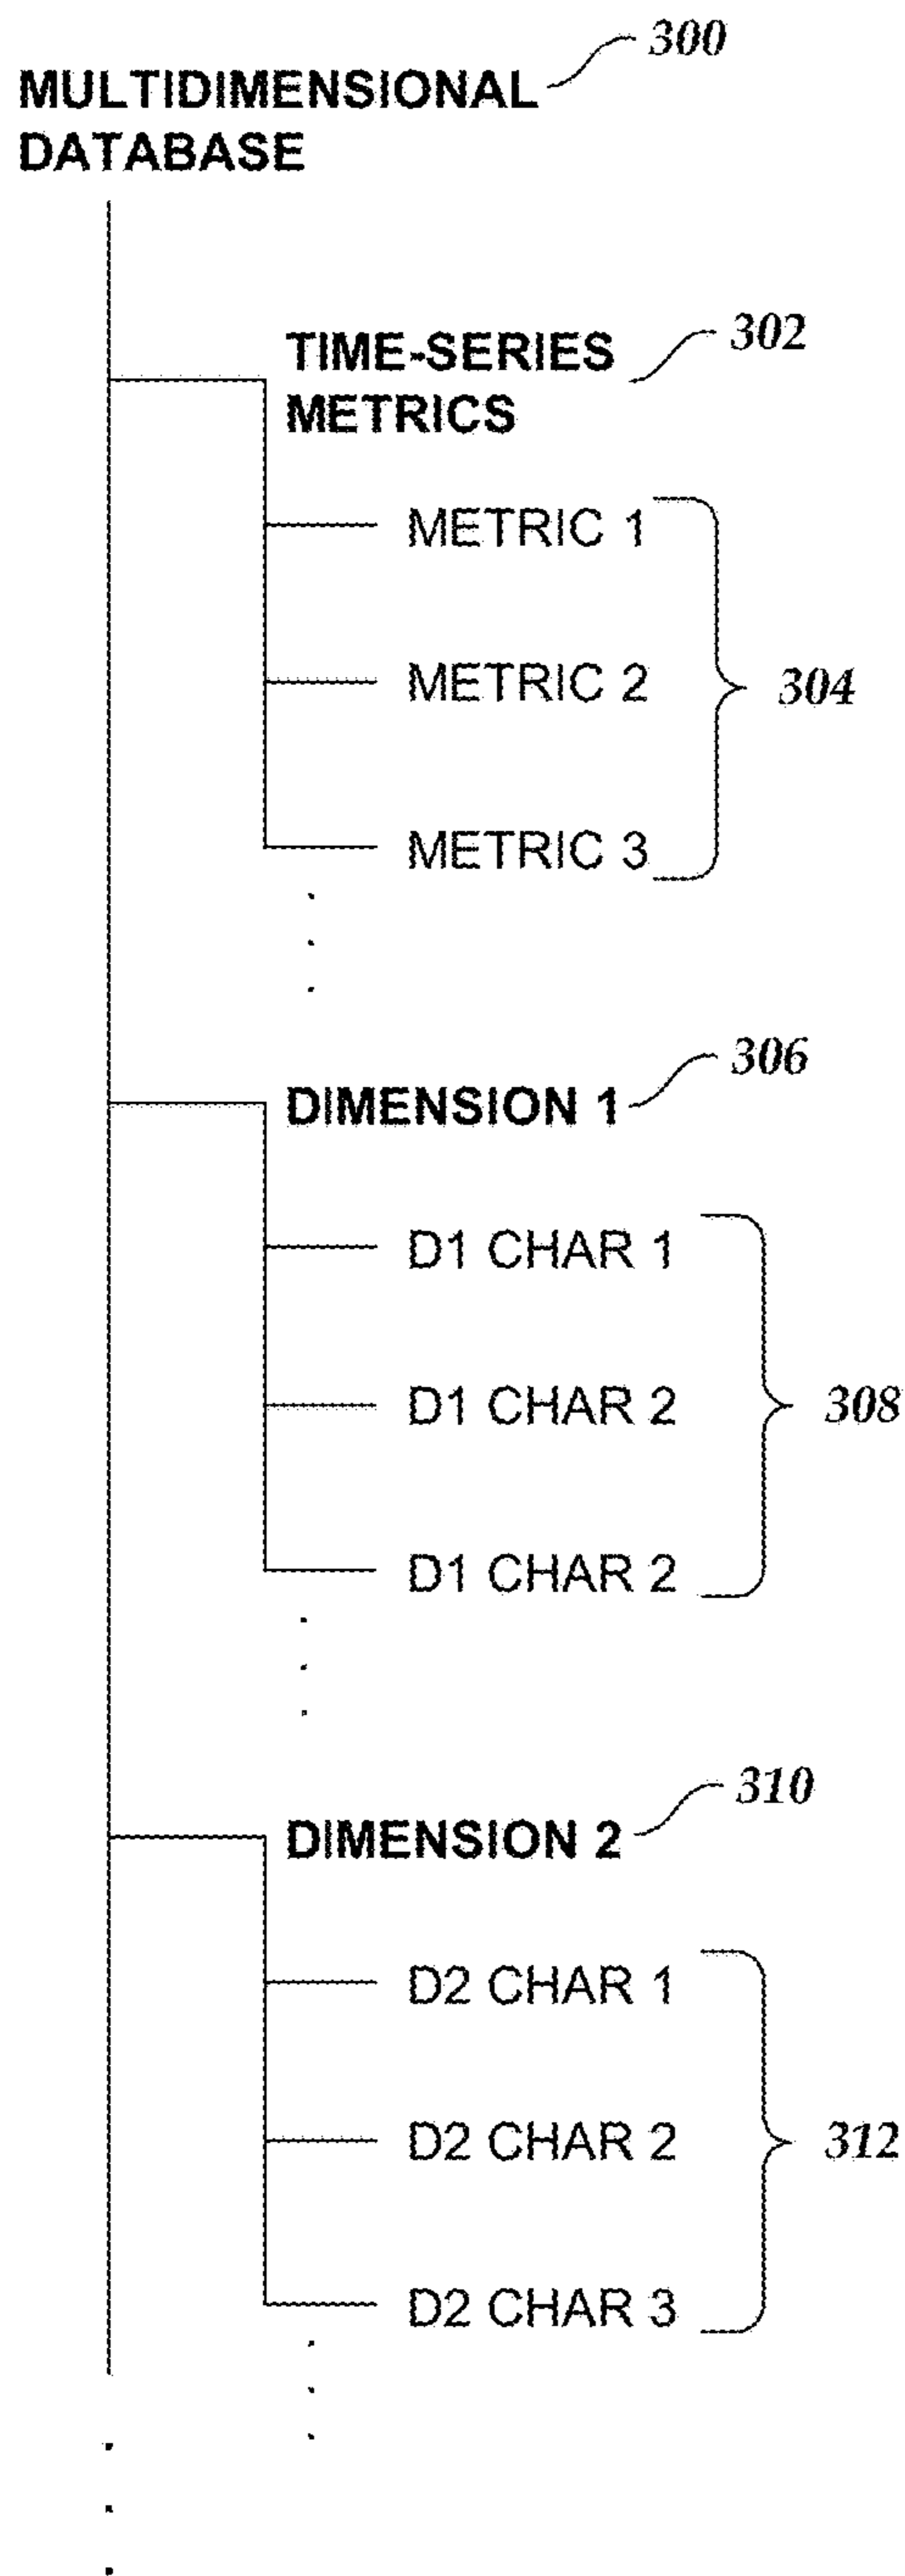 300
MULTIDIMENSIONAL
DATABASE
302
TIME-SERIES
METRICS
METRIC 1
METRIC 2
304
METRIC 3
306
DIMENSION 1
D1 CHAR 1
D1 CHAR 2
308
D1 CHAR 2
310
DIMENSION 2
D2 CHAR 1
D2 CHAR 2
312
D2 CHAR 3